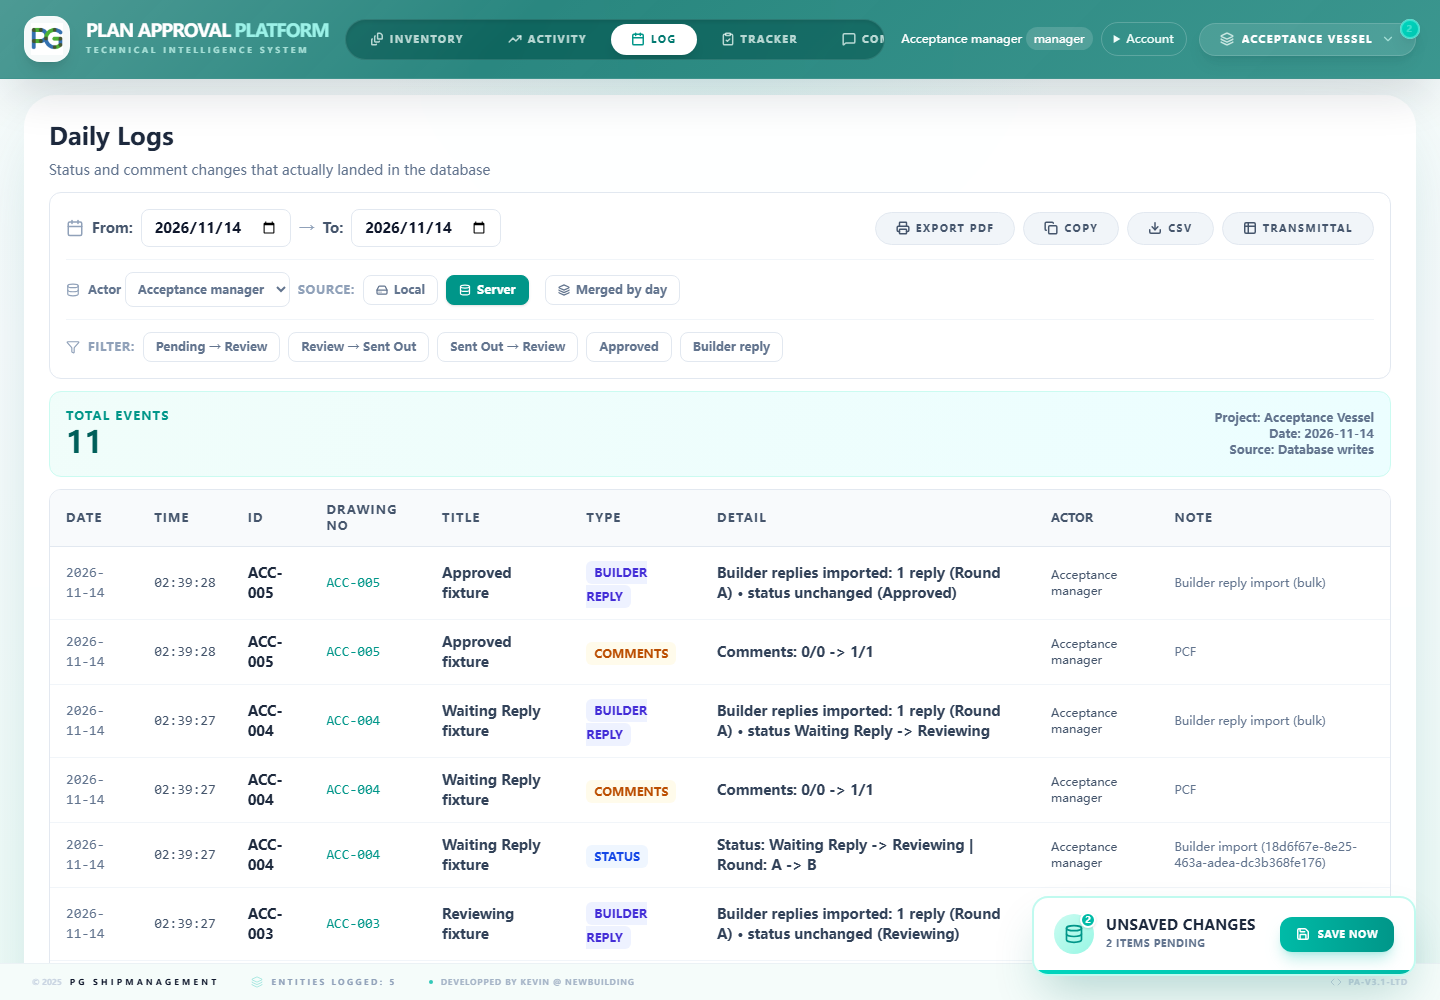 PG
PLAN APPROVAL PLATFORM
TECHNICAL INTELLIGENCE SYSTEM
INVENTORY
ACTIVITY
LOG
TRACKER
COM
Acceptance manager manager
Account
ACCEPTANCE VESSEL
2
Daily Logs
Status and comment changes that actually landed in the database
From: 2026/11/14 → To: 2026/11/14
EXPORT PDF
COPY
CSV
TRANSMITTAL
Actor Acceptance manager SOURCE: Local Server Merged by day
FILTER: Pending → Review Review → Sent Out Sent Out → Review Approved Builder reply
TOTAL EVENTS
11
Project: Acceptance Vessel
Date: 2026-11-14
Source: Database writes
DATE TIME ID DRAWING NO TITLE TYPE DETAIL ACTOR NOTE
2026-11-14 02:39:28 ACC-005 ACC-005 Approved fixture BUILDER REPLY Builder replies imported: 1 reply (Round A) • status unchanged (Approved) Acceptance manager Builder reply import (bulk)
2026-11-14 02:39:28 ACC-005 ACC-005 Approved fixture COMMENTS Comments: 0/0 -> 1/1 Acceptance manager PCF
2026-11-14 02:39:27 ACC-004 ACC-004 Waiting Reply fixture BUILDER REPLY Builder replies imported: 1 reply (Round A) • status Waiting Reply -> Reviewing Acceptance manager Builder reply import (bulk)
2026-11-14 02:39:27 ACC-004 ACC-004 Waiting Reply fixture COMMENTS Comments: 0/0 -> 1/1 Acceptance manager PCF
2026-11-14 02:39:27 ACC-004 ACC-004 Waiting Reply fixture STATUS Status: Waiting Reply -> Reviewing | Round: A -> B Acceptance manager Builder import (18d6f67e-8e25-463a-adea-dc3b368fe176)
2026-11-14 02:39:27 ACC-003 ACC-003 Reviewing fixture BUILDER REPLY Builder replies imported: 1 reply (Round A) • status unchanged (Reviewing)
2
UNSAVED CHANGES
2 ITEMS PENDING
SAVE NOW
© 2025 PG SHIPMANAGEMENT
ENTITIES LOGGED: 5
DEVELOPPED BY KEVIN @ NEWBUILDING
PA-V3.1-LTD